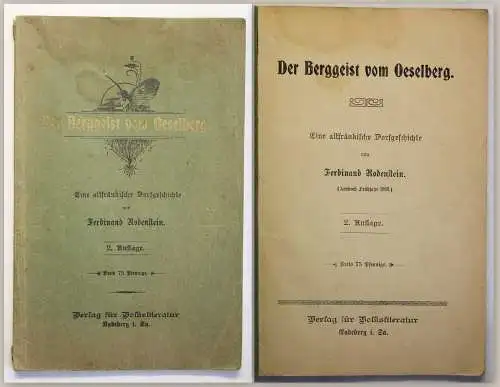 Der Berggeist vom Oeselberg
Eine altfränkische Dorfgeschichte
von
Ferdinand Rodenstein.
2. Auflage.
Preis 75 Pfennige.
Verlag für Volksliteratur
Radeberg i. Sa.
Der Berggeist vom Oeselberg.
Eine altfränkische Dorfgeschichte
von
Ferdinand Rodenstein.
2. Auflage.
Preis 75 Pfennige.
Verlag für Volksliteratur
Radeberg i. Sa.